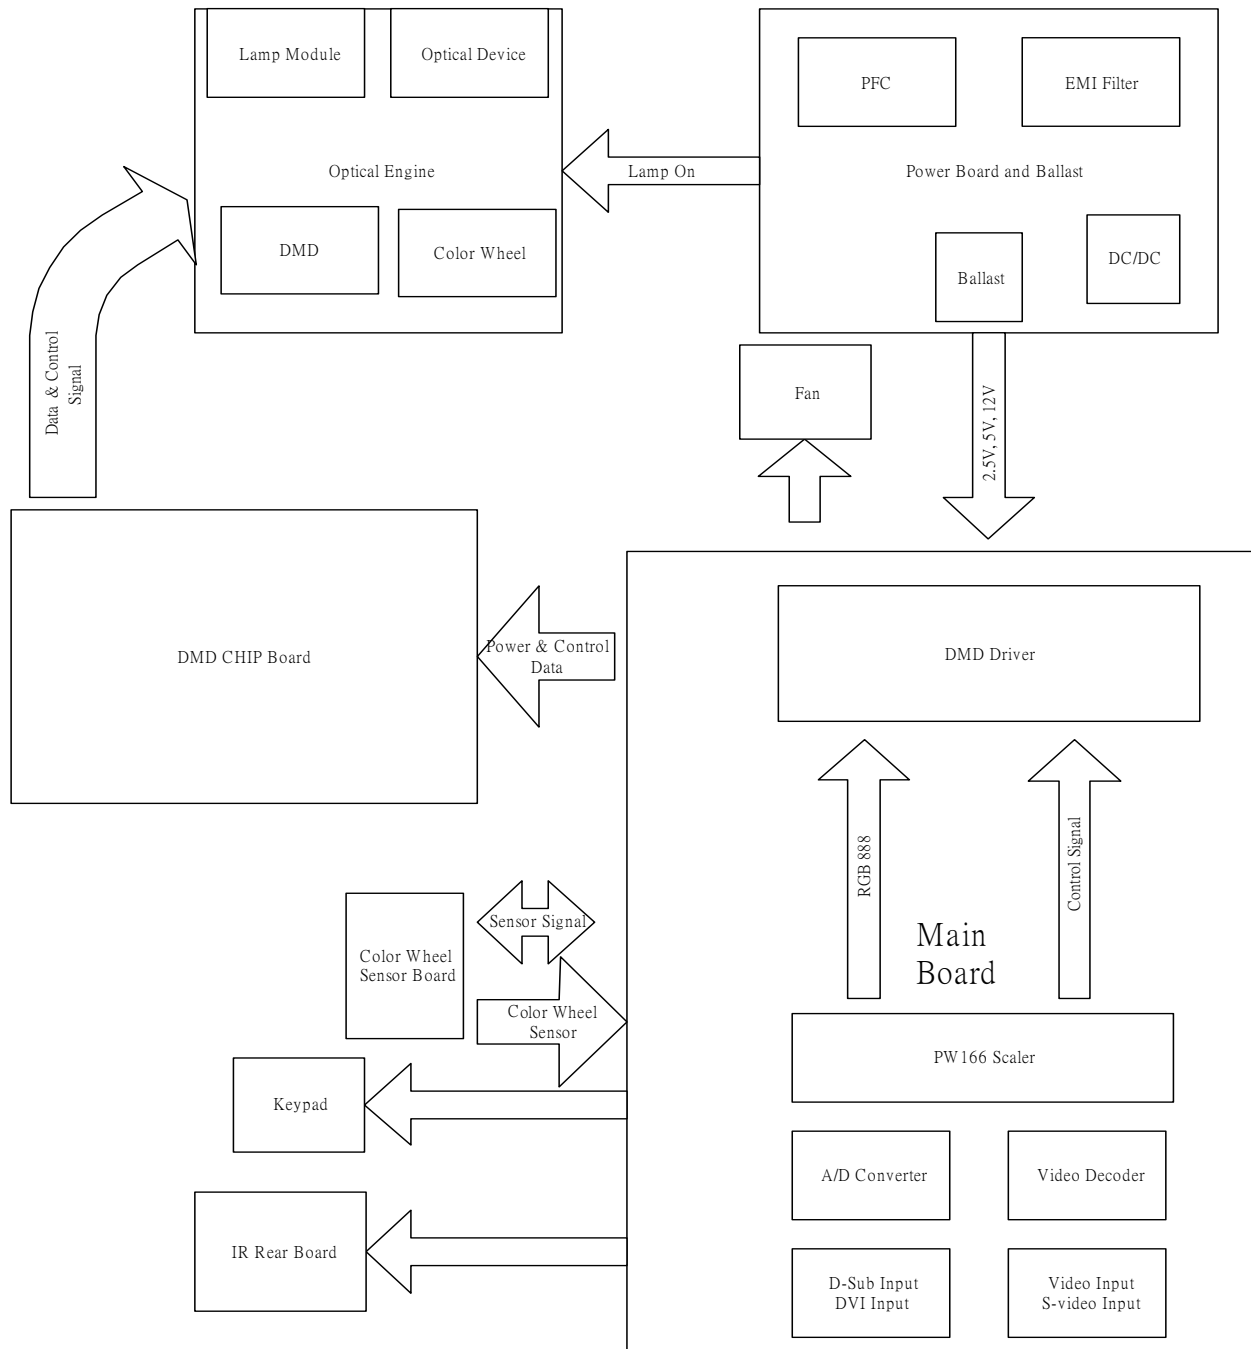 Lamp Module
Optical Device
Optical Engine
DMD
Color Wheel
Lamp On
PFC
EMI Filter
Power Board and Ballast
Ballast
DC/DC
Data & Control
Signal
Fan
2.5V, 5V, 12V
DMD CHIP Board
Power & Control
Data
DMD Driver
RGB 888
Control Signal
Main
Board
Color Wheel
Sensor Board
Sensor Signal
Color Wheel
Sensor
PW166 Scaler
Keypad
A/D Converter
Video Decoder
IR Rear Board
D-Sub Input
DVI Input
Video Input
S-video Input